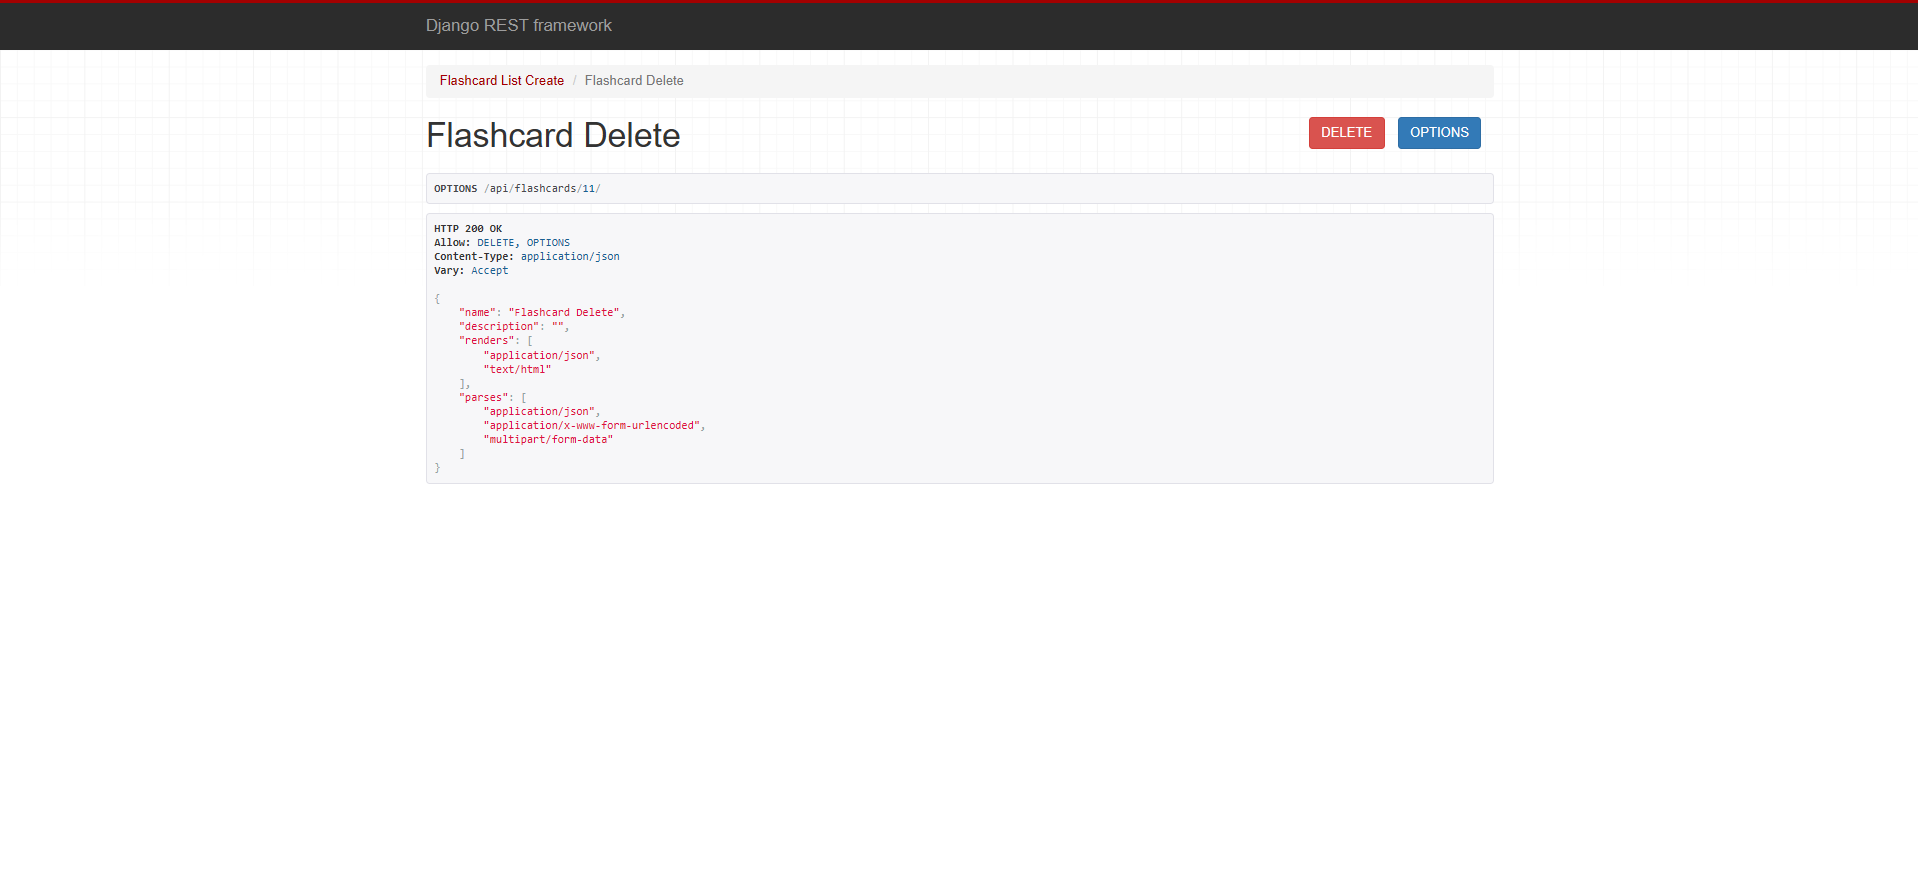 Django REST framework
Flashcard List Create / Flashcard Delete
Flashcard Delete
DELETE OPTIONS
OPTIONS /api/flashcards/11/
HTTP 200 OK
Allow: DELETE, OPTIONS
Content-Type: application/json
Vary: Accept
{
    "name": "Flashcard Delete",
    "description": "",
    "renders": [
        "application/json",
        "text/html"
    ],
    "parses": [
        "application/json",
        "application/x-www-form-urlencoded",
        "multipart/form-data"
    ]
}